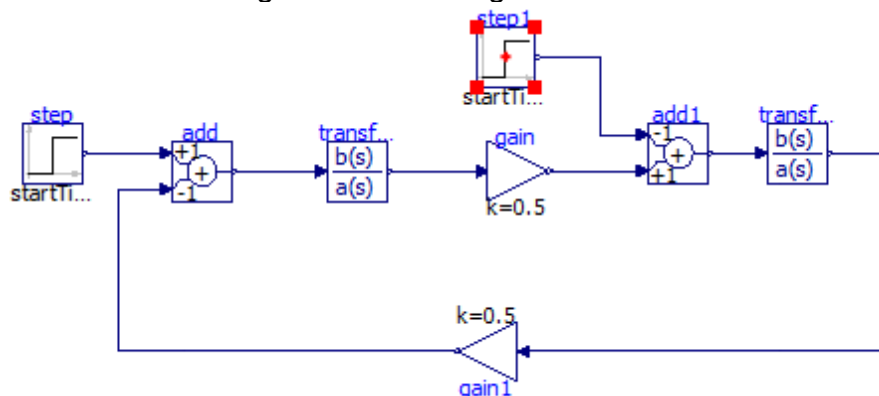 step1
startTi...
step
+1
-1
+
startTi...
add
transf...
b(s)
a(s)
gain
k=0.5
add1
-1
+
+1
transf...
b(s)
a(s)
k=0.5
gain1